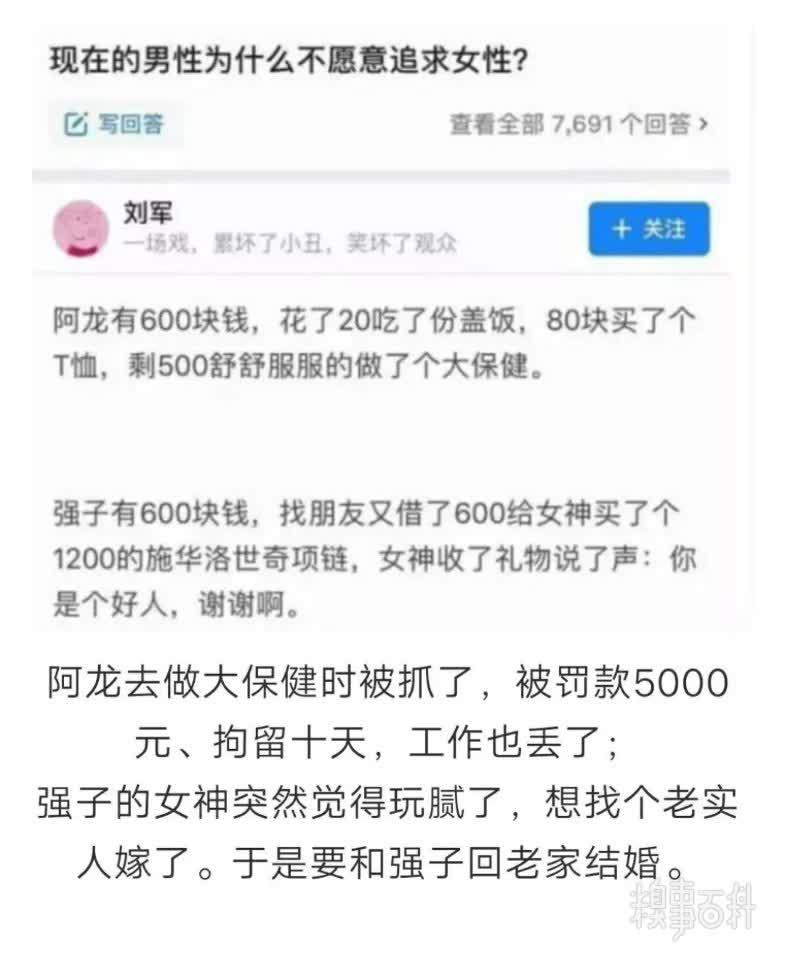 现在的男性为什么不愿意追求女性?
写回答
查看全部 7,691 个回答 >
刘军
一场戏，累坏了小丑，笑坏了观众
+ 关注
阿龙有600块钱，花了20吃了份盖饭，80块买了个
T恤，剩500舒舒服服的做了个大保健。
强子有600块钱，找朋友又借了600给女神买了个
1200的施华洛世奇项链，女神收了礼物说了声：你
是个好人，谢谢啊。
阿龙去做大保健时被抓了，被罚款5000
元、拘留十天，工作也丢了；
强子的女神突然觉得玩腻了，想找个老实
人嫁了。于是要和强子回老家结婚。
糗事百科